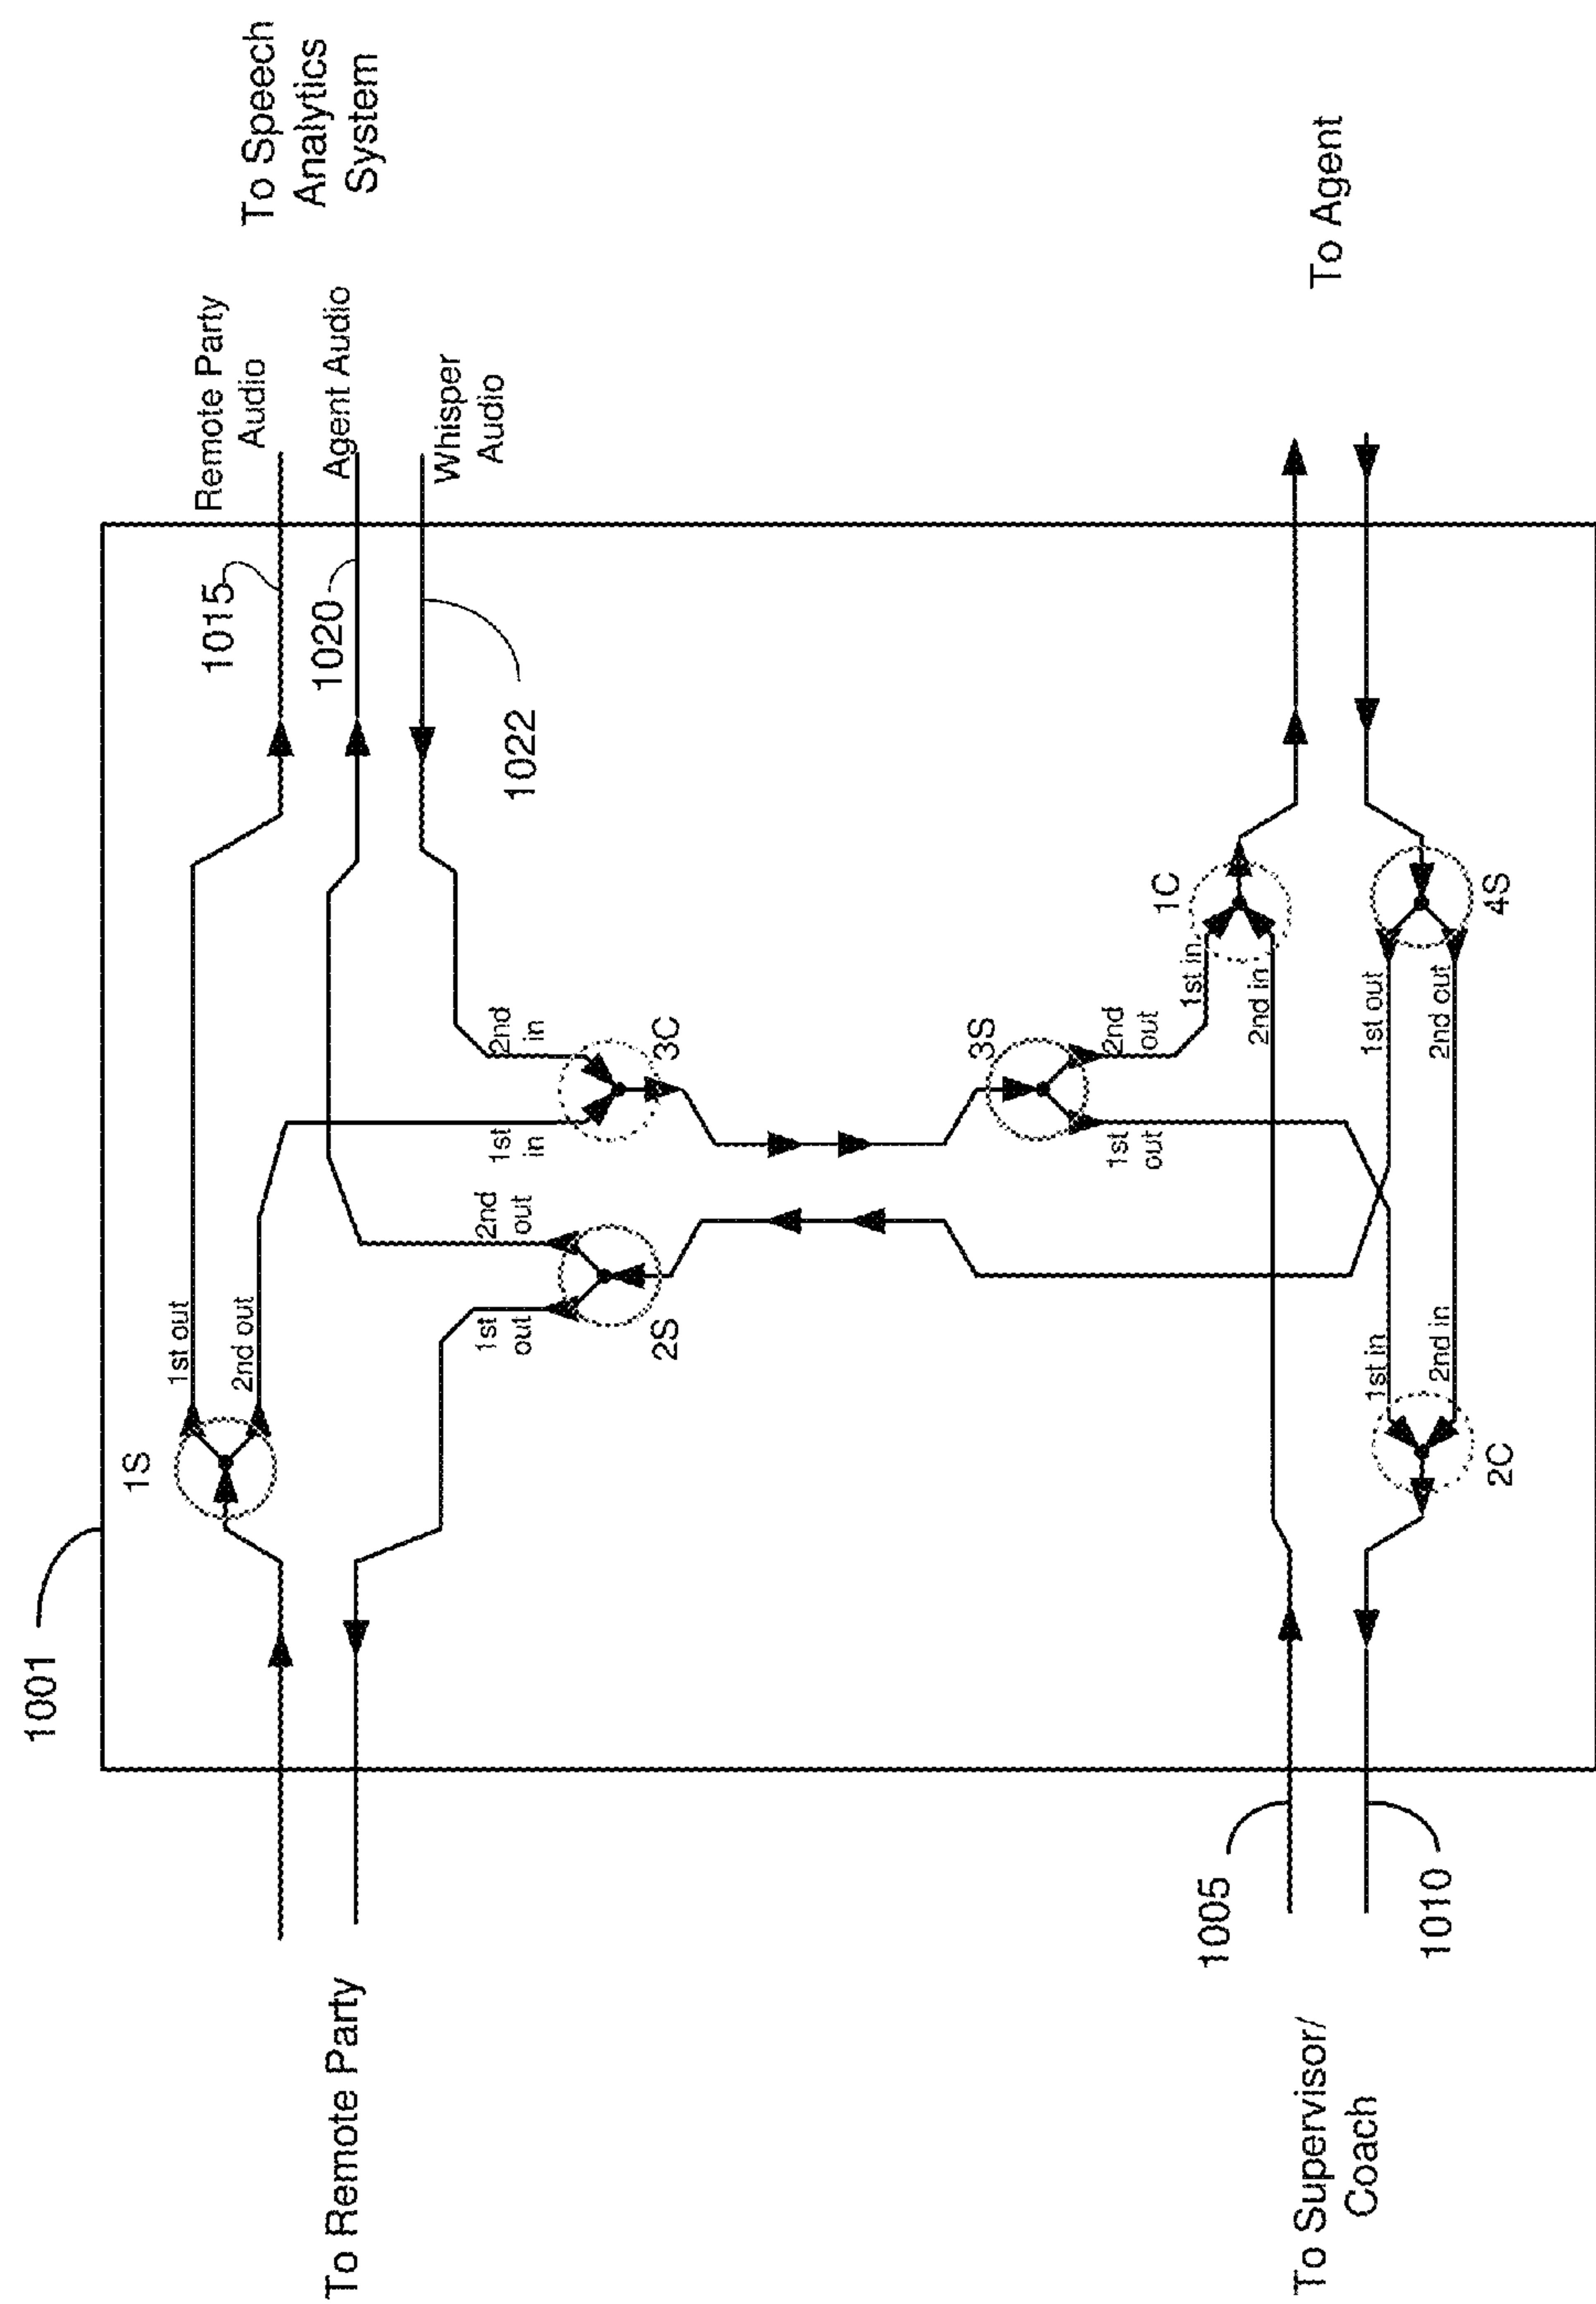 To Speech
Analytics
System
Remote Party
Audio
Agent Audio
Whisper
Audio
1015
1020
1022
1001
1S
1st out
2nd out
2nd
in
1st
in
3C
2nd
out
1st
out
2S
To Remote Party
To Agent
1C
1st in
2nd in
3S
2nd
out
1st
out
4S
1st out
2nd out
1st in
2nd in
2C
1005
1010
To Supervisor/
Coach